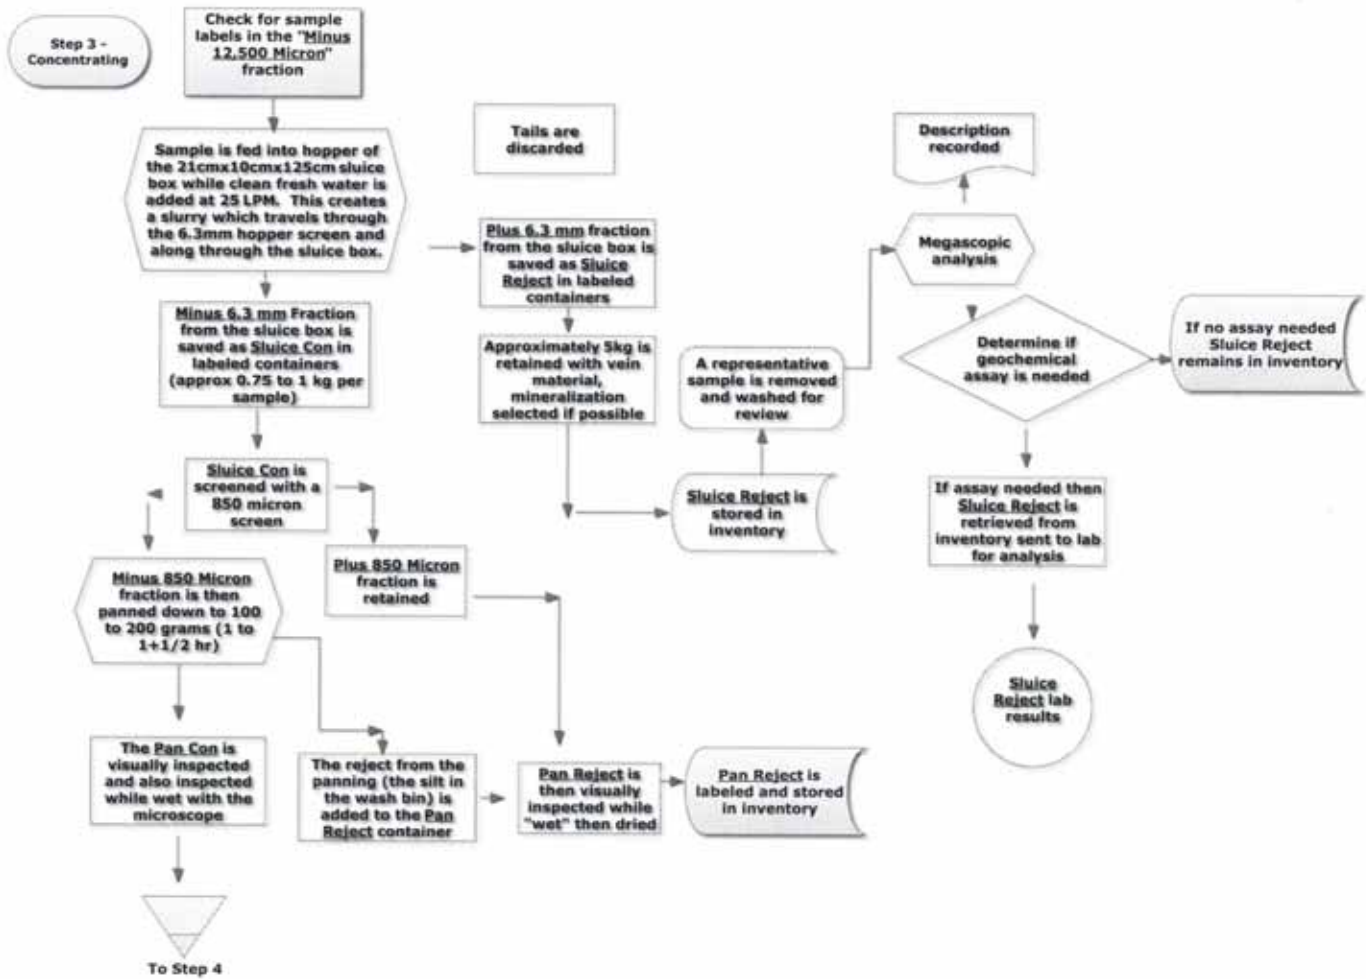 Step 3 -
Concentrating
Check for sample
labels in the "Minus
12,500 Micron"
fraction
Sample is fed into hopper of
the 21cmx10cmx125cm sluice
box while clean fresh water is
added at 25 LPM. This creates
a slurry which travels through
the 6.3mm hopper screen and
along through the sluice box.
Tails are
discarded
Description
recorded
Plus 6.3 mm fraction
from the sluice box is
saved as Sluice
Reject in labeled
containers
Megascopic
analysis
Minus 6.3 mm Fraction
from the sluice box is
saved as Sluice Con in
labeled containers
(approx 0.75 to 1 kg per
sample)
Approximately 5kg is
retained with vein
material,
mineralization
selected if possible
A representative
sample is removed
and washed for
review
Determine if
geochemical
assay is needed
If no assay needed
Sluice Reject
remains in inventory
Sluice Con is
screened with a
850 micron
screen
Sluice Reject is
stored in
inventory
If assay needed then
Sluice Reject is
retrieved from
inventory sent to lab
for analysis
Plus 850 Micron
fraction is
retained
Minus 850 Micron
fraction is then
panned down to 100
to 200 grams (1 to
1+1/2 hr)
Sluice
Reject lab
results
The Pan Con is
visually inspected
and also inspected
while wet with the
microscope
The reject from the
panning (the silt in
the wash bin) is
added to the Pan
Reject container
Pan Reject is
then visually
inspected while
"wet" then dried
Pan Reject is
labeled and stored
in inventory
To Step 4